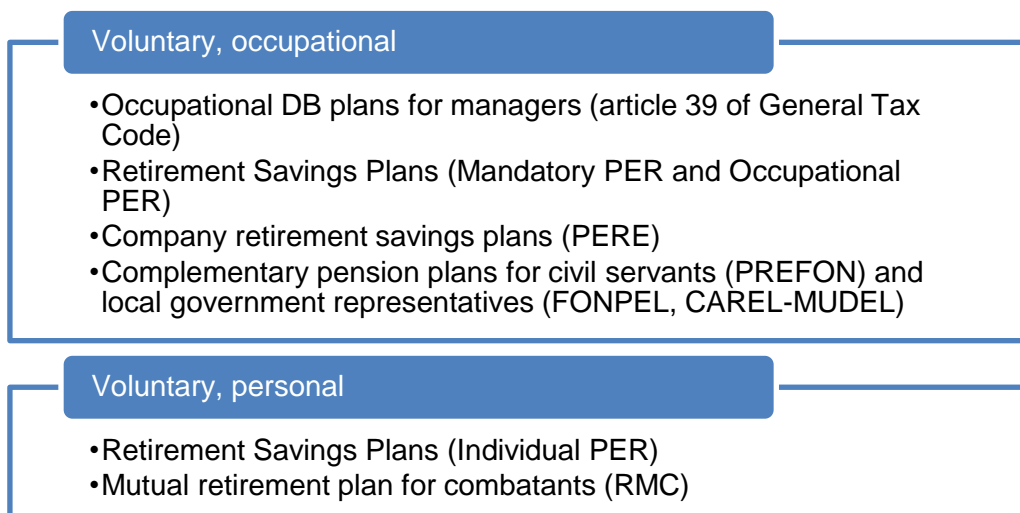 Voluntary, occupational
•Occupational DB plans for managers (article 39 of General Tax
Code)
•Retirement Savings Plans (Mandatory PER and Occupational
PER)
•Company retirement savings plans (PERE)
•Complementary pension plans for civil servants (PREFON) and
local government representatives (FONPEL, CAREL-MUDEL)
Voluntary, personal
•Retirement Savings Plans (Individual PER)
•Mutual retirement plan for combatants (RMC)